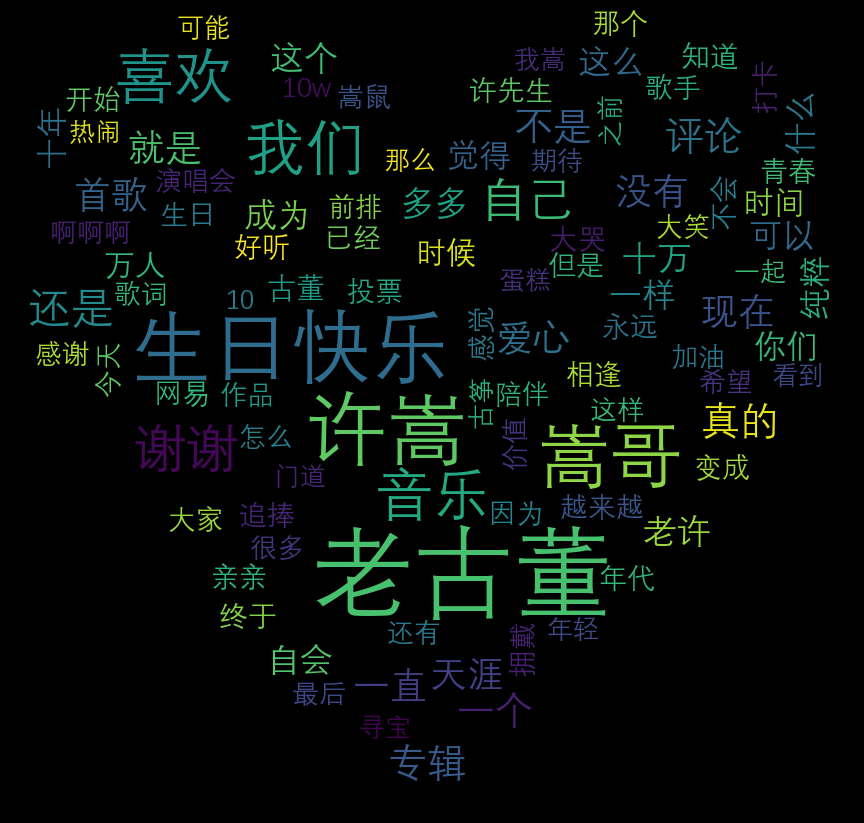 可能
那个
喜欢
这个
我嵩
这么
知道
10w
嵩鼠
许先生
歌手
打卡
开始
十年
热闹
就是
我们
那么
觉得
期待
不是
之前
评论
什么
首歌
演唱会
生日
成为
前排
多多
自己
没有
不会
青春
时间
啊啊啊
好听
已经
时候
大哭
但是
十万
大笑
可以
万人
歌词
10
古董
投票
蛋糕
一样
一起
纯粹
还是
生日快乐
感觉
爱心
永远
现在
你们
感谢
今天
网易
作品
古筝
陪伴
相逢
加油
希望
看到
谢谢
怎么
许嵩
价值
嵩哥
这样
真的
门道
音乐
变成
大家
追捧
很多
因为
越来越
老许
亲亲
老古董
年代
终于
还有
拥戴
年轻
自会
最后
一直
天涯
一个
寻宝
专辑